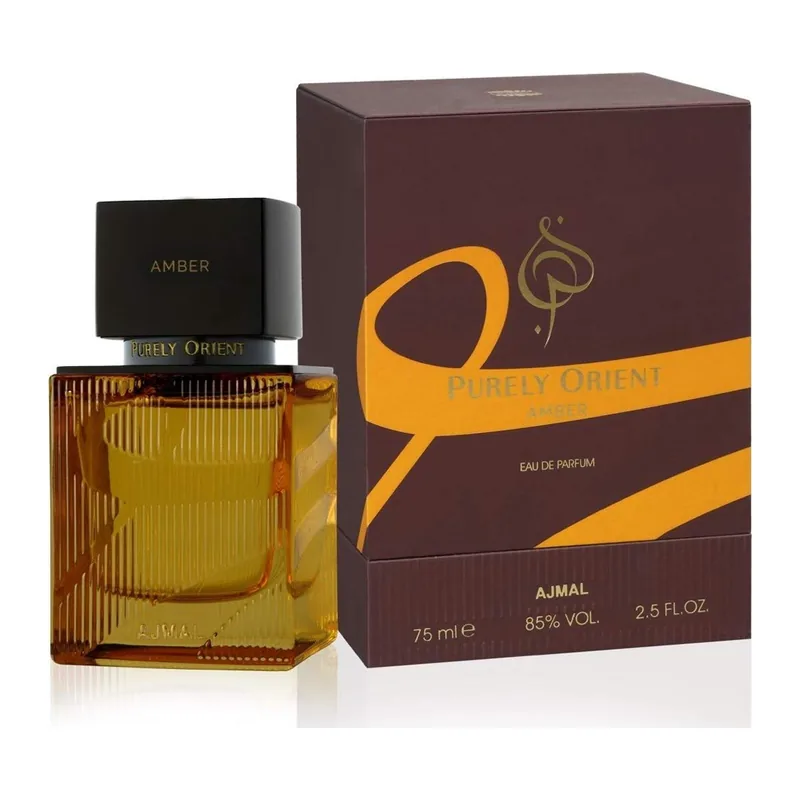 AMBER
PURELY ORIENT
AJMAL
PURELY ORIENT
AMBER
EAU DE PARFUM
AJMAL
75 ml e 85% VOL. 2.5 FL.OZ.